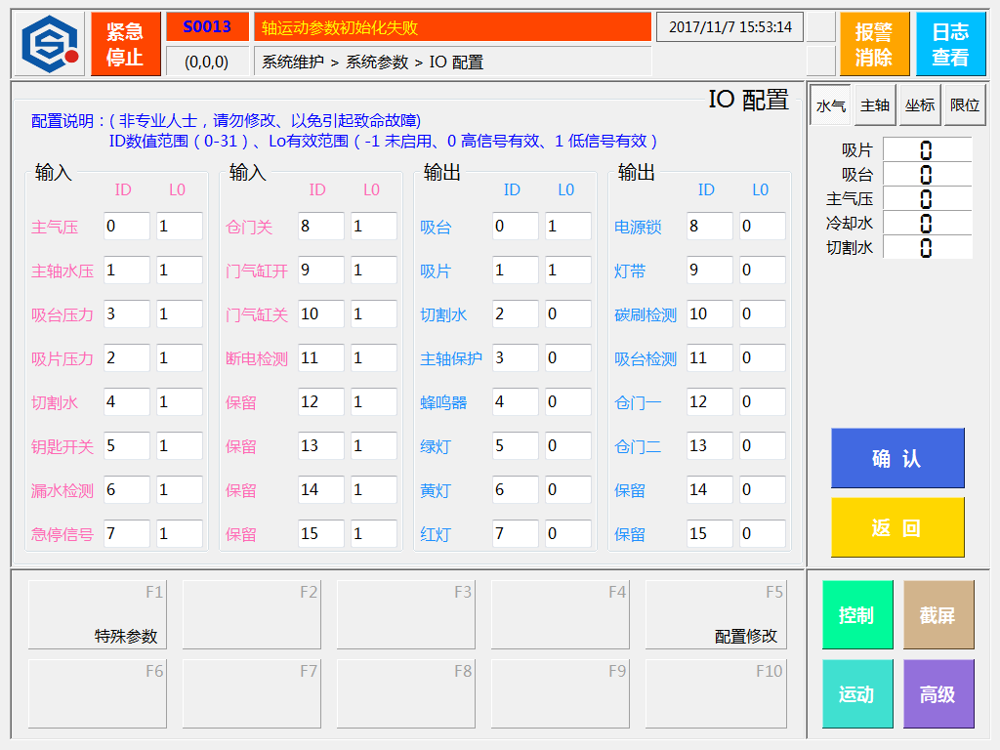 紧急
停止
S0013
轴运动参数初始化失败
2017/11/7 15:53:14
报警
消除
日志
查看
(0,0,0)
系统维护 > 系统参数 > IO 配置
IO 配置
水气 主轴 坐标 限位
配置说明：( 非专业人士，请勿修改、以免引起致命故障)
ID数值范围（0-31）、Lo有效范围（-1 未启用、0 高信号有效、1 低信号有效）
吸片 0
吸台 0
主气压 0
冷却水 0
切割水 0
输入
ID L0
主气压 0 1
主轴水压 1 1
吸台压力 3 1
吸片压力 2 1
切割水 4 1
钥匙开关 5 1
漏水检测 6 1
急停信号 7 1
输入
ID L0
仓门关 8 1
门气缸开 9 1
门气缸关 10 1
断电检测 11 1
保留 12 1
保留 13 1
保留 14 1
保留 15 1
输出
ID L0
吸台 0 1
吸片 1 1
切割水 2 0
主轴保护 3 0
蜂鸣器 4 0
绿灯 5 0
黄灯 6 0
红灯 7 0
输出
ID L0
电源锁 8 0
灯带 9 0
碳刷检测 10 0
吸台检测 11 0
仓门一 12 0
仓门二 13 0
保留 14 0
保留 15 0
确 认
返 回
F1
特殊参数
F2
F3
F4
F5
配置修改
F6
F7
F8
F9
F10
控制
截屏
运动
高级